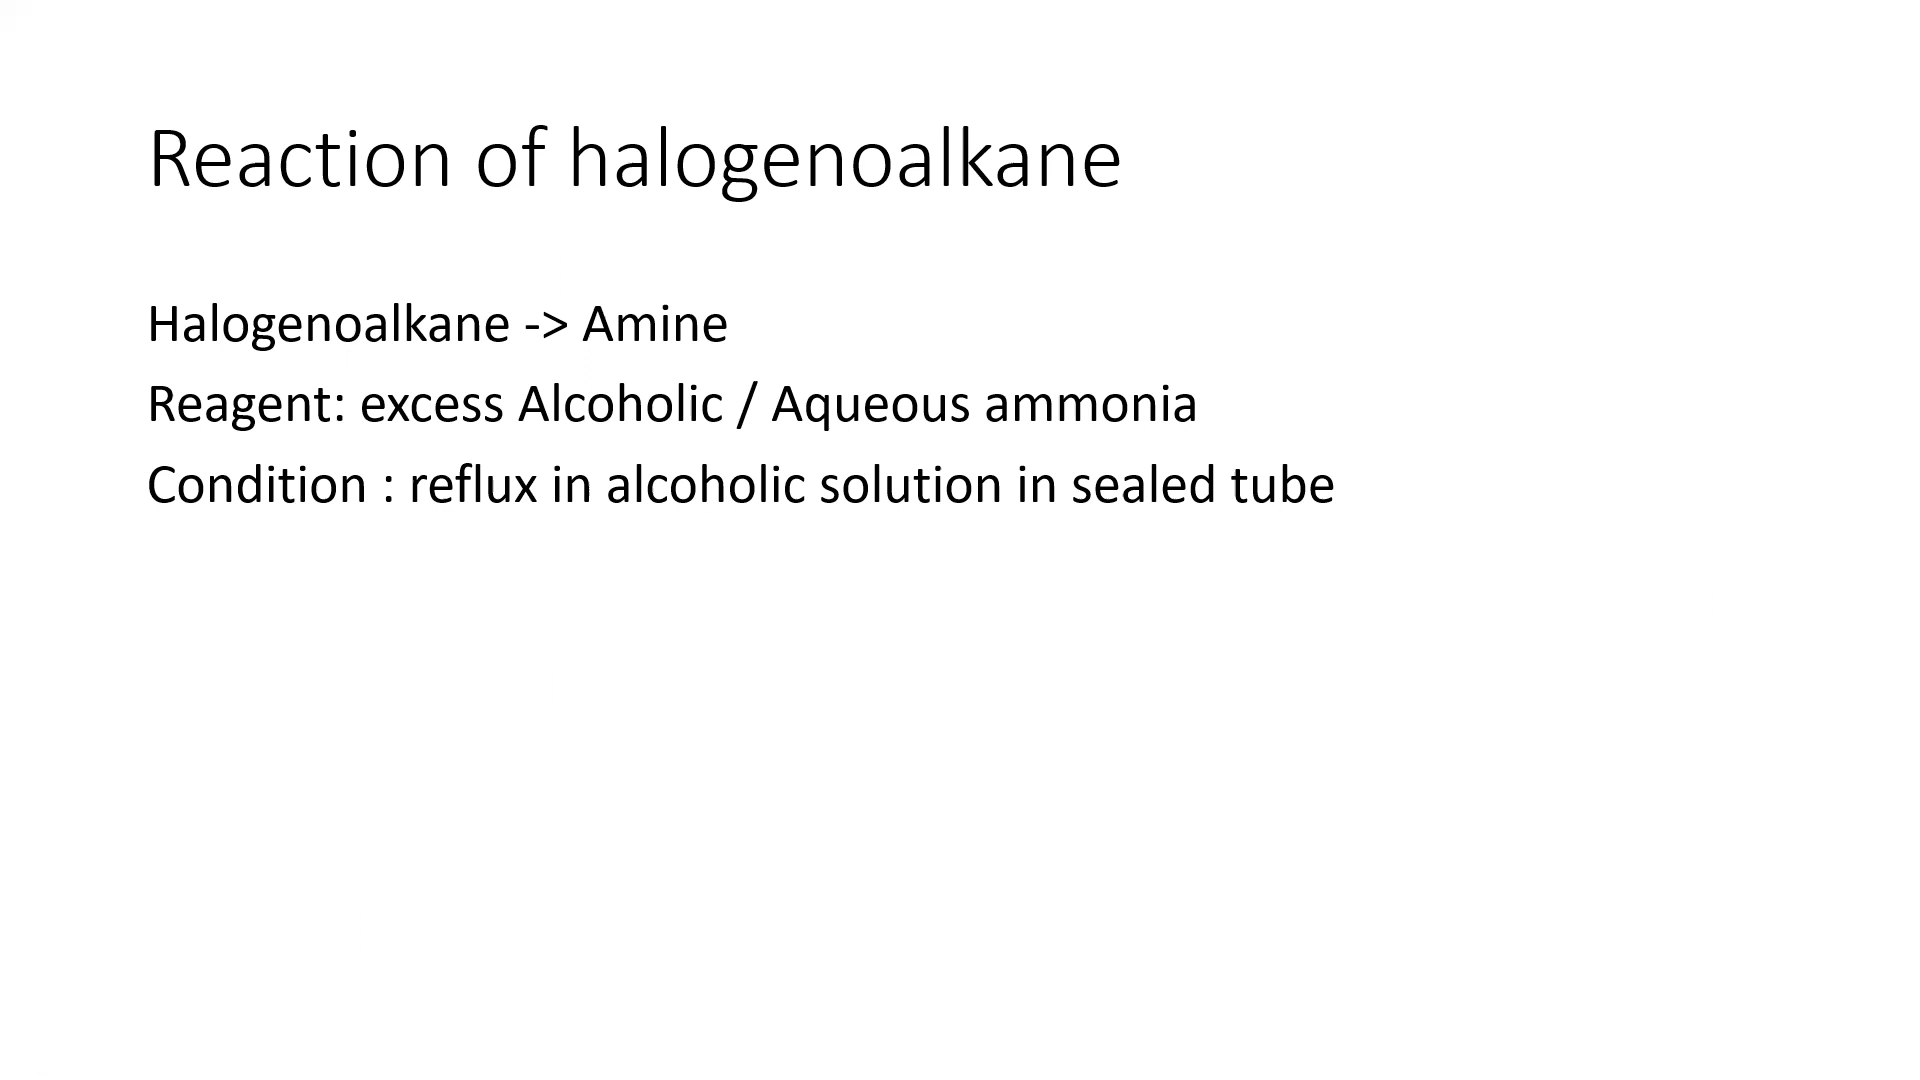 Reaction of halogenoalkane
Halogenoalkane -> Amine
Reagent: excess Alcoholic / Aqueous ammonia
Condition : reflux in alcoholic solution in sealed tube